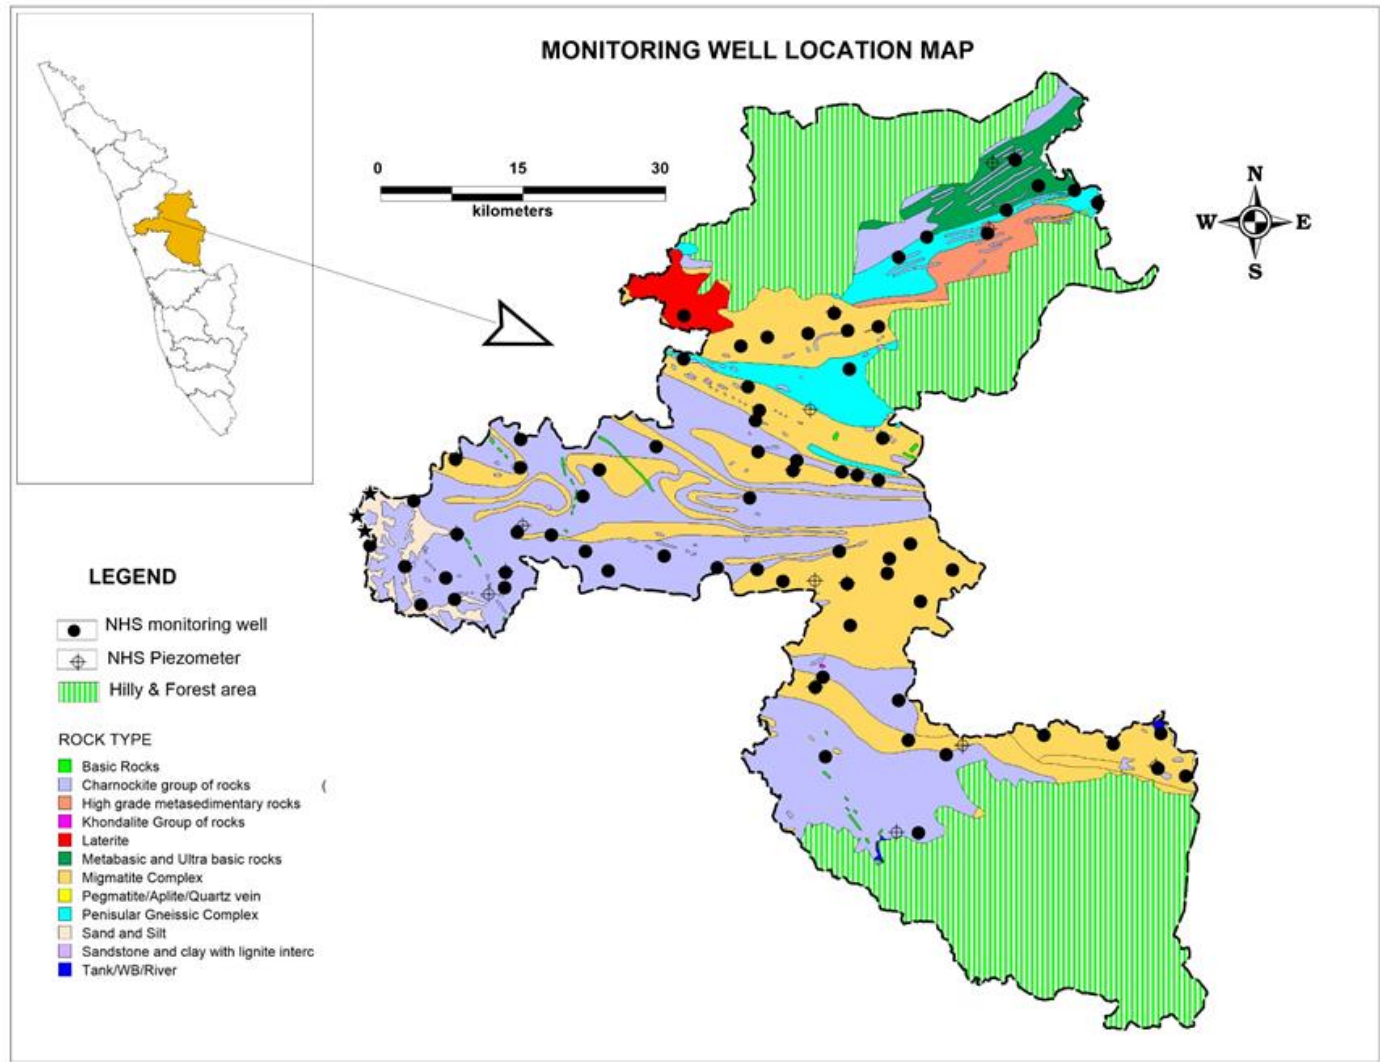 MONITORING WELL LOCATION MAP
0 15 30
kilometers
N
W E
S
LEGEND
NHS monitoring well
NHS Piezometer
Hilly & Forest area
ROCK TYPE
Basic Rocks
Charnockite group of rocks (
High grade metasedimentary rocks
Khondalite Group of rocks
Laterite
Metabasic and Ultra basic rocks
Migmatite Complex
Pegmatite/Aplite/Quartz vein
Penisular Gneissic Complex
Sand and Silt
Sandstone and clay with lignite interc
Tank/WB/River